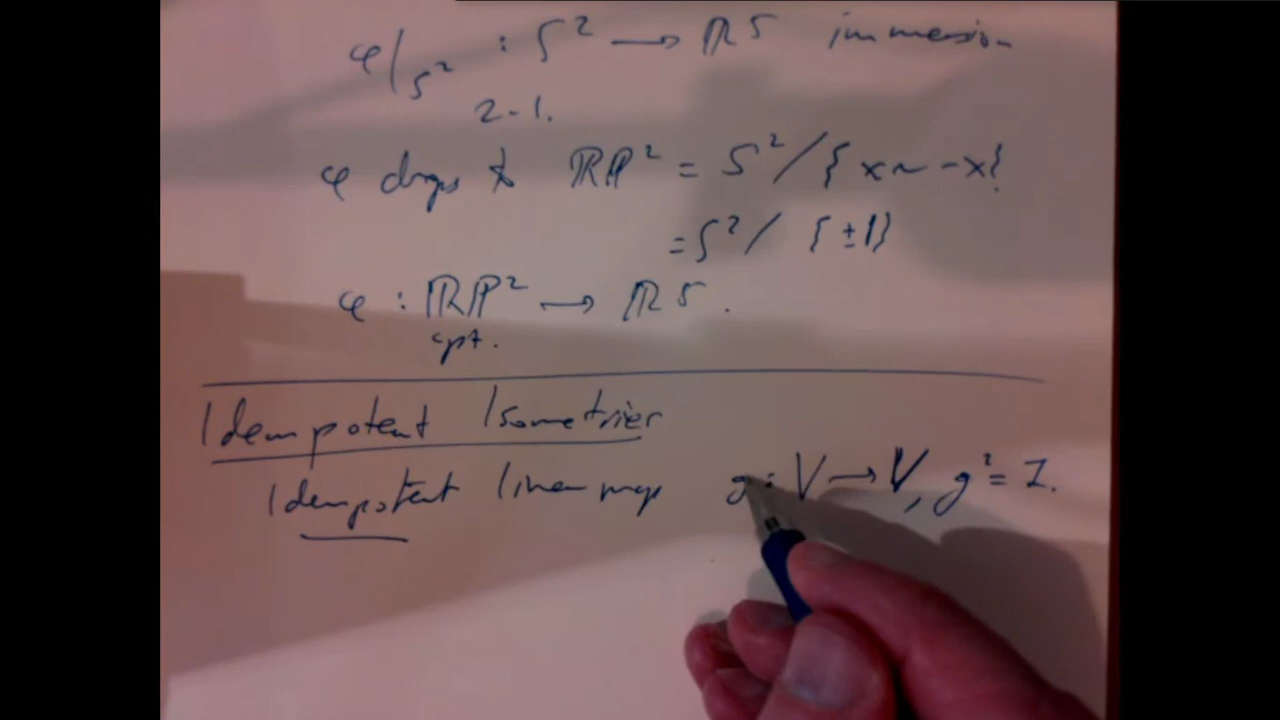 φ|_{S²} : S² → ℝ5 immersion
2-1.
φ drops to ℝP² = S²/{x~-x}
= S²/{±1}
φ : ℝP² → ℝ5.
cpt.
Idempotent Isometries
Idempotent linear maps g: V → V, g² = I.